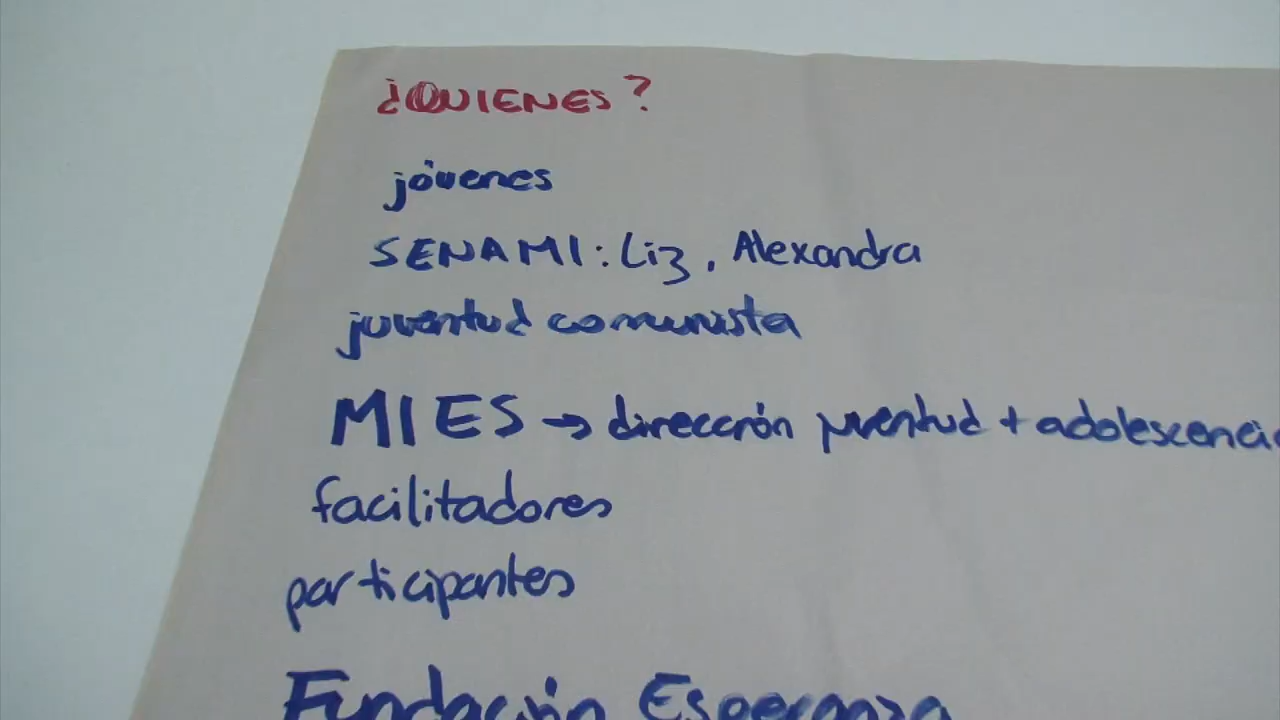 ¿QUIENES?
jóvenes
SENAMI: Liz, Alexandra
juventud comunista
MIES → dirección juventud + adolescencia
facilitadores
participantes
Fundación Esperanza